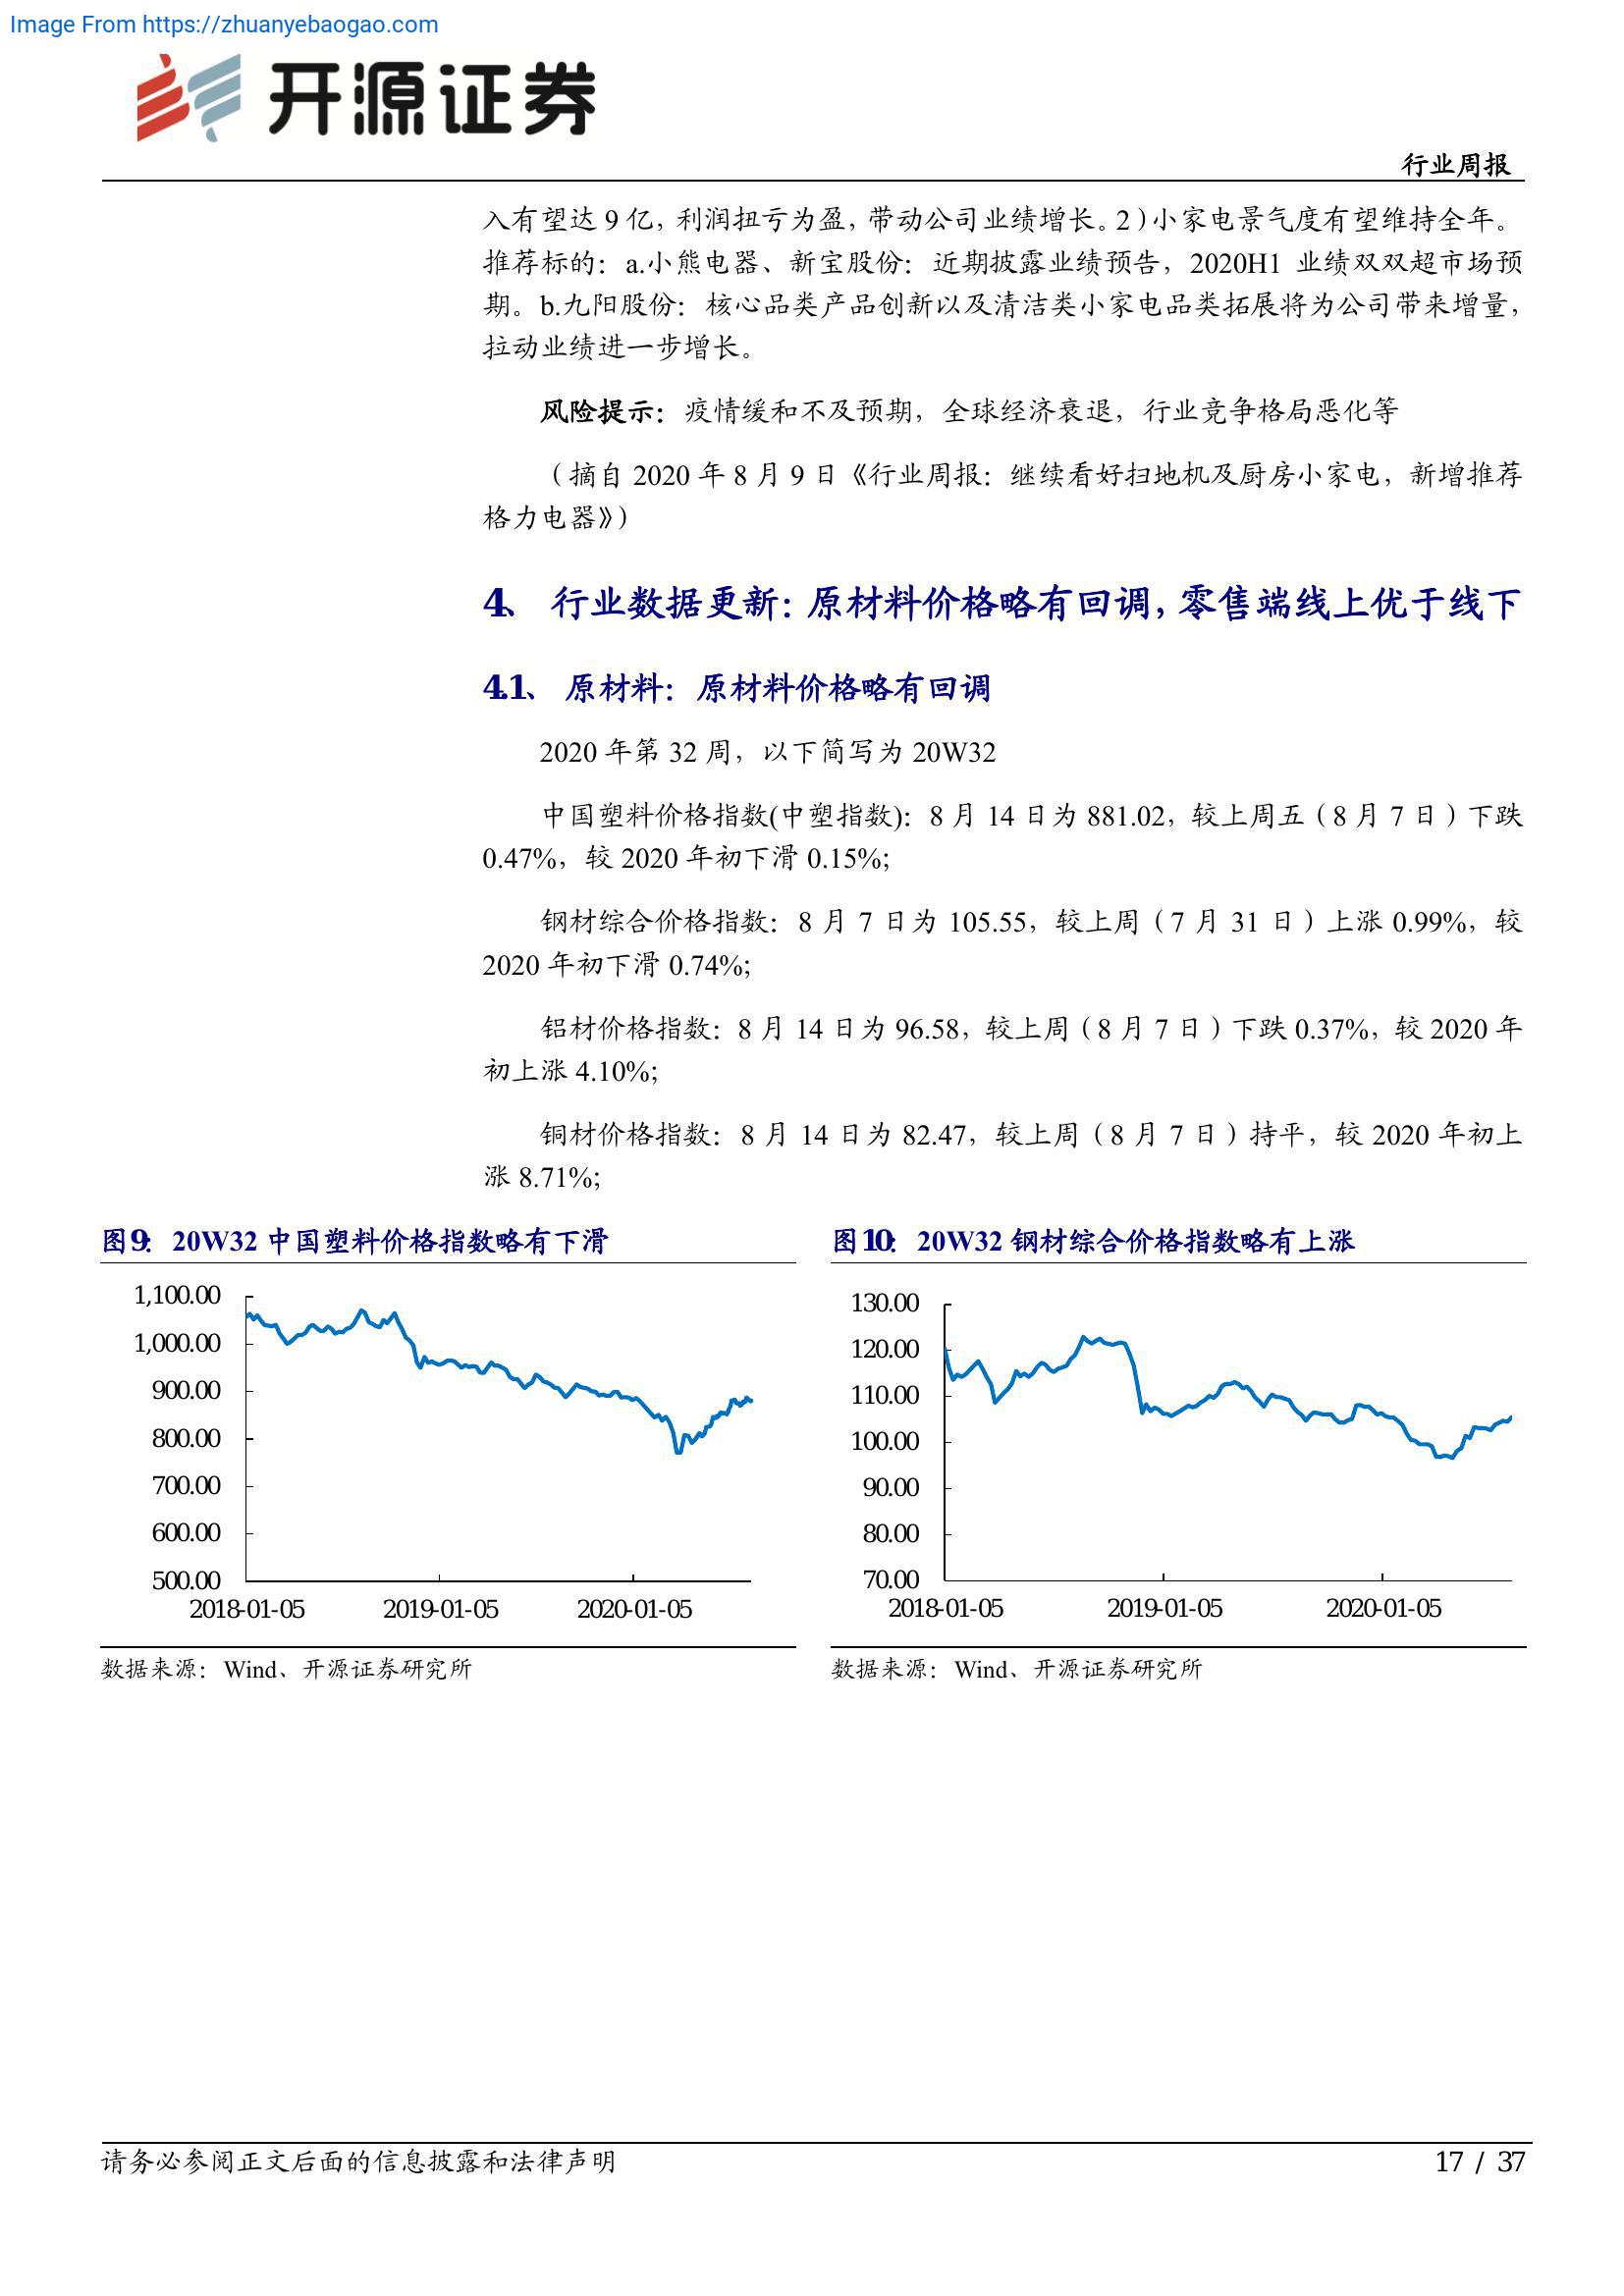 Image From https://zhuanyebaogao.com
开源证券
行业周报
入有望达 9 亿，利润扭亏为盈，带动公司业绩增长。2）小家电景气度有望维持全年。
推荐标的：a.小熊电器、新宝股份：近期披露业绩预告，2020H1 业绩双双超市场预
期。b.九阳股份：核心品类产品创新以及清洁类小家电品类拓展将为公司带来增量，
拉动业绩进一步增长。
风险提示：疫情缓和不及预期，全球经济衰退，行业竞争格局恶化等
（摘自 2020 年 8 月 9 日《行业周报：继续看好扫地机及厨房小家电，新增推荐
格力电器》）
4、 行业数据更新：原材料价格略有回调，零售端线上优于线下
4.1、 原材料：原材料价格略有回调
2020 年第 32 周，以下简写为 20W32
中国塑料价格指数(中塑指数)：8 月 14 日为 881.02，较上周五（8 月 7 日）下跌
0.47%，较 2020 年初下滑 0.15%;
钢材综合价格指数：8 月 7 日为 105.55，较上周（7 月 31 日）上涨 0.99%，较
2020 年初下滑 0.74%;
铝材价格指数：8 月 14 日为 96.58，较上周（8 月 7 日）下跌 0.37%，较 2020 年
初上涨 4.10%;
铜材价格指数：8 月 14 日为 82.47，较上周（8 月 7 日）持平，较 2020 年初上
涨 8.71%;
图9： 20W32 中国塑料价格指数略有下滑
1,100.00
1,000.00
900.00
800.00
700.00
600.00
500.00
2018-01-05 2019-01-05 2020-01-05
数据来源：Wind、开源证券研究所
图10： 20W32 钢材综合价格指数略有上涨
130.00
120.00
110.00
100.00
90.00
80.00
70.00
2018-01-05 2019-01-05 2020-01-05
数据来源：Wind、开源证券研究所
请务必参阅正文后面的信息披露和法律声明
17 / 37